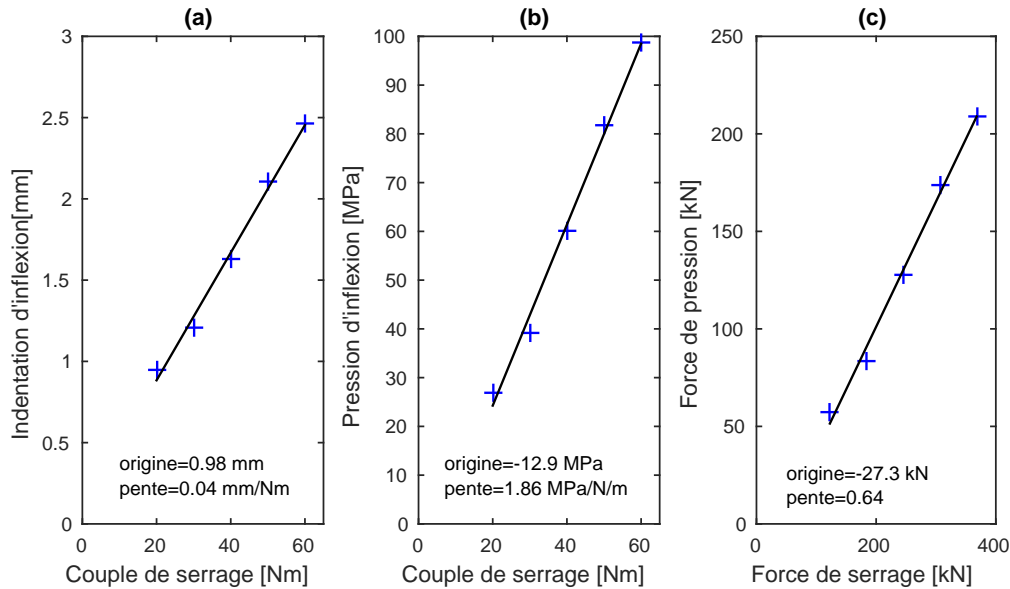 (a)
3
2.5
2
1.5
1
0.5
0
0
20
40
60
Indentation d'inflexion[mm]
Couple de serrage [Nm]
origine=0.98 mm
pente=0.04 mm/Nm
(b)
100
90
80
70
60
50
40
30
20
10
0
0
20
40
60
Pression d'inflexion [MPa]
Couple de serrage [Nm]
origine=-12.9 MPa
pente=1.86 MPa/N/m
(c)
250
200
150
100
50
0
0
200
400
Force de pression [kN]
Force de serrage [kN]
origine=-27.3 kN
pente=0.64